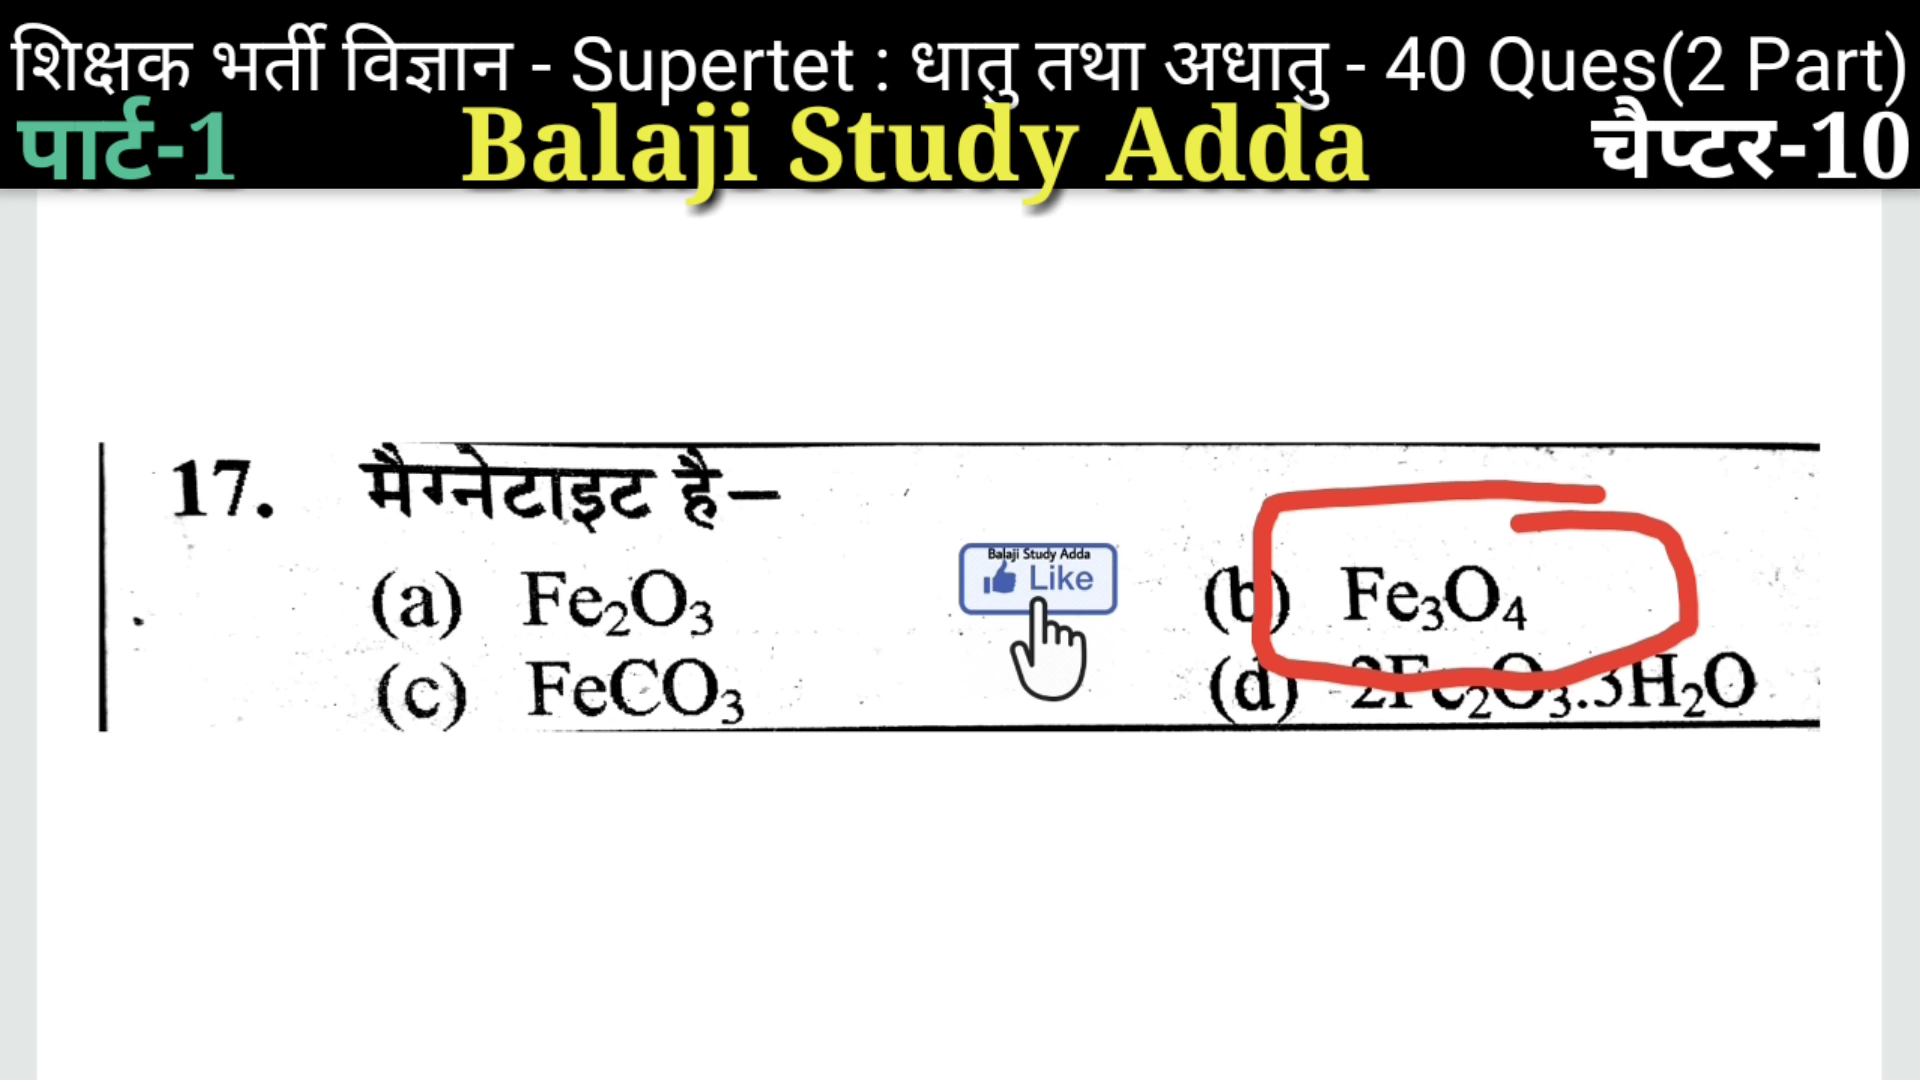 शिक्षक भर्ती विज्ञान - Supertet : धातु तथा अधातु - 40 Ques(2 Part)
पार्ट-1 Balaji Study Adda चैप्टर-10
17. मैग्नेटाइट है–
Balaji Study Adda
Like
(a) Fe₂O₃ (b) Fe₃O₄
(c) FeCO₃ (d) 2Fe₂O₃.3H₂O